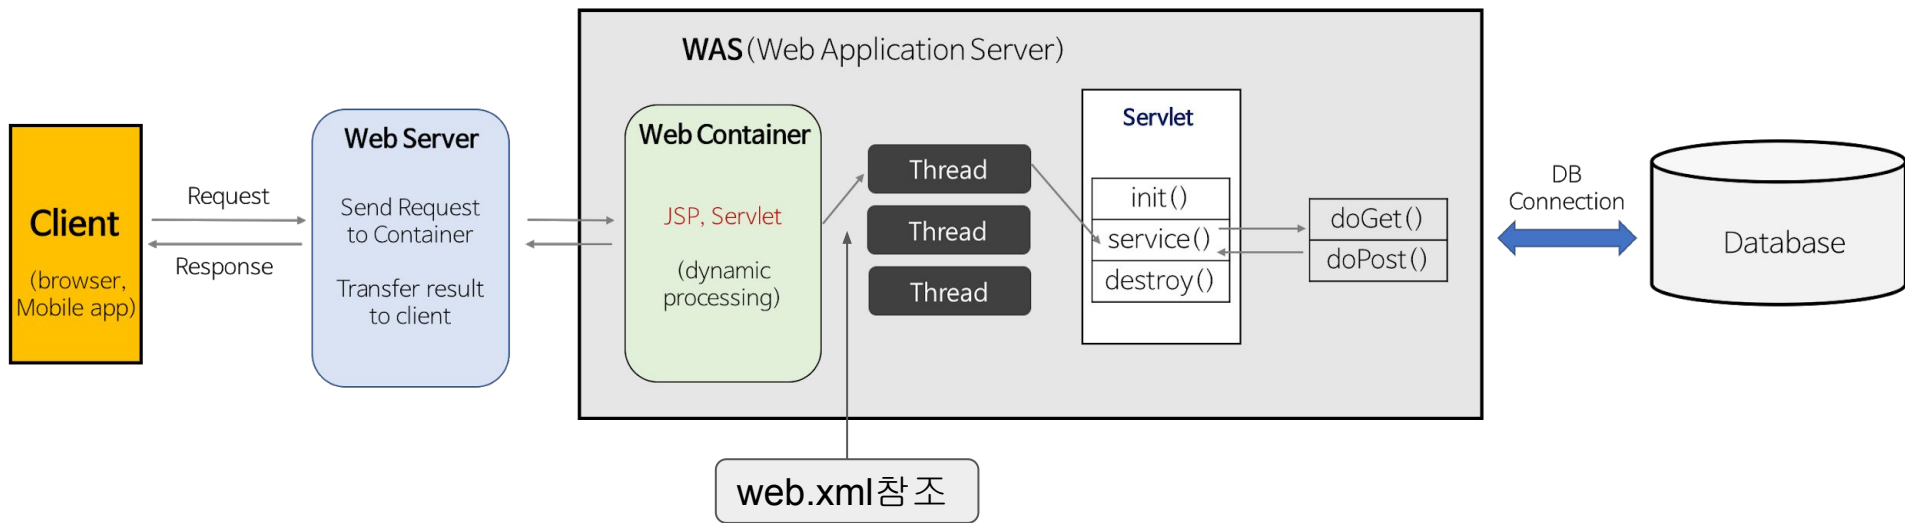 WAS(Web Application Server)
Client
(browser,
Mobile app)
Request
Response
Web Server
Send Request
to Container
Transfer result
to client
Web Container
JSP, Servlet
(dynamic
processing)
Thread
Thread
Thread
Servlet
init()
service()
destroy()
doGet()
doPost()
DB
Connection
Database
web.xml참조